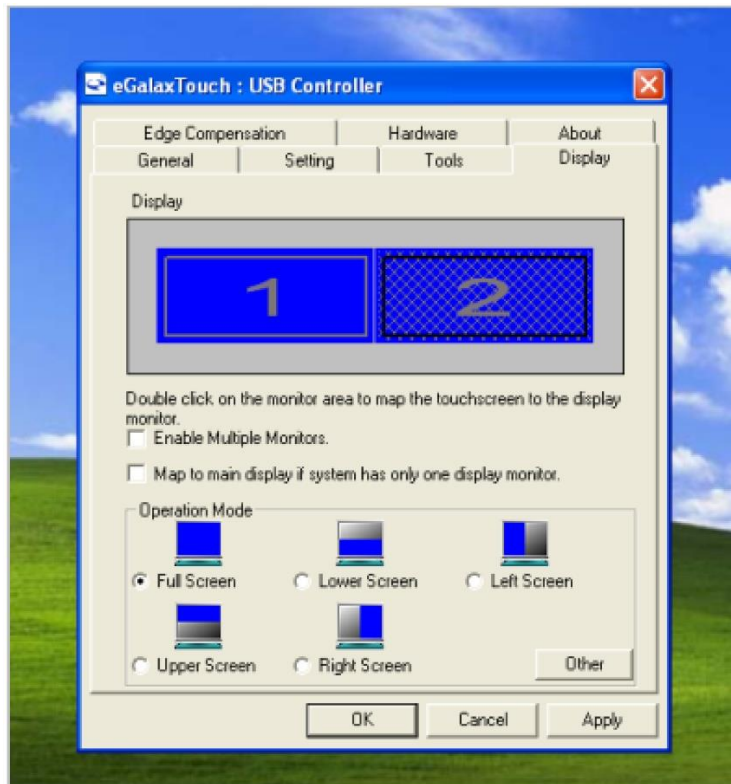 eGalaxTouch : USB Controller
Edge Compensation Hardware About
General Setting Tools Display
Display
1 2
Double click on the monitor area to map the touchscreen to the display
monitor.
Enable Multiple Monitors.
Map to main display if system has only one display monitor.
Operation Mode
Full Screen Lower Screen Left Screen
Upper Screen Right Screen Other
OK Cancel Apply